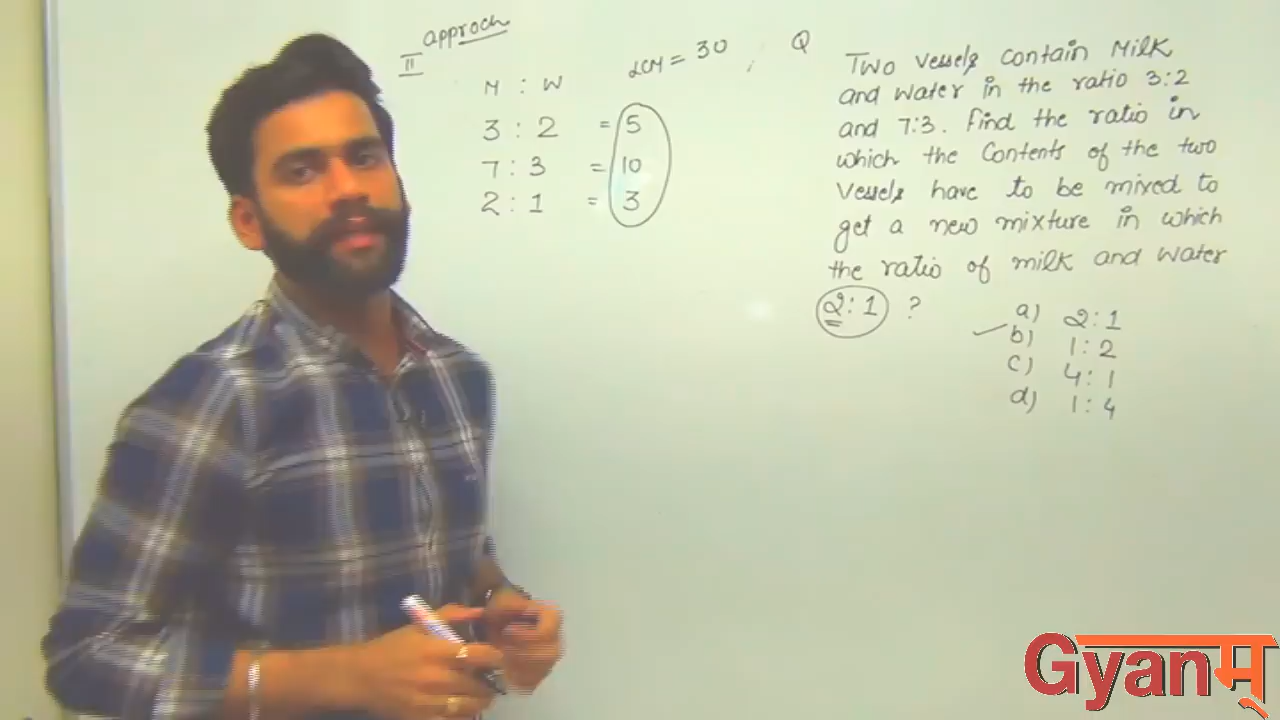 II approch
LCM = 30 ;
M : W
3 : 2 = 5
7 : 3 = 10
2 : 1 = 3
Q Two vessels contain Milk
and water in the ratio 3:2
and 7:3. Find the ratio in
which the contents of the two
vessels have to be mixed to
get a new mixture in which
the ratio of milk and water
2:1 ?
a) 2:1
b) 1:2
c) 4:1
d) 1:4
Gyanम्